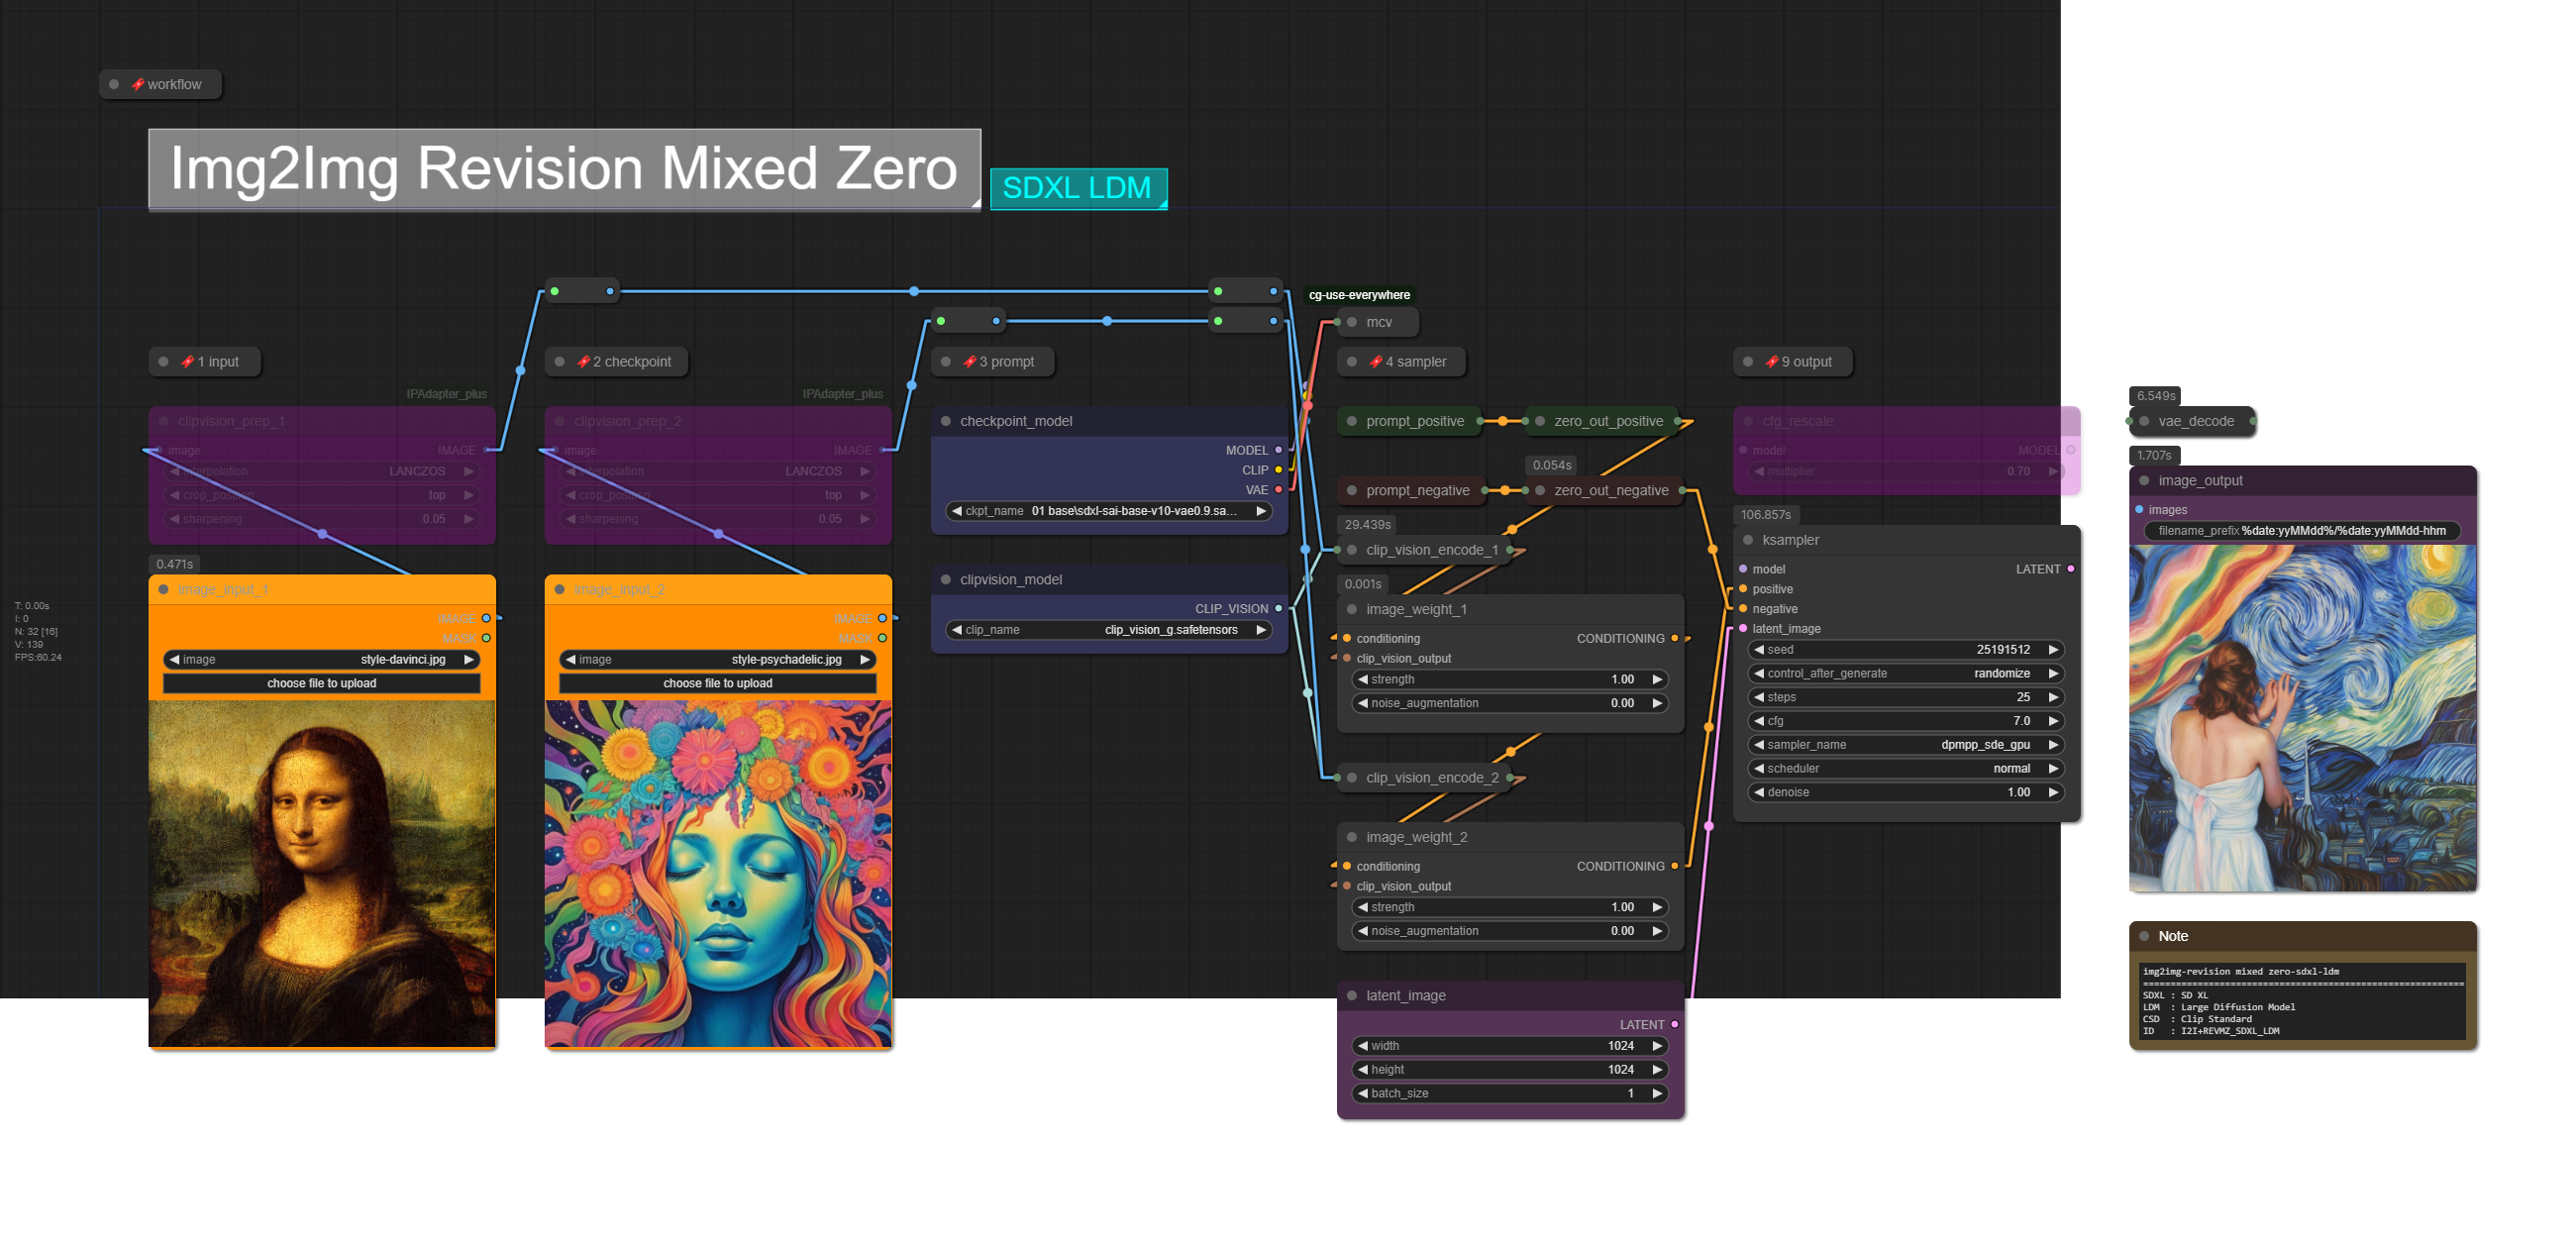 workflow
Img2Img Revision Mixed Zero
SDXL LDM
cg-use-everywhere
mcv
1 input
2 checkpoint
3 prompt
4 sampler
9 output
IPAdapter_plus
clipvision_prep_1
image
IMAGE
interpolation LANCZOS
crop_position top
sharpening 0.05
IPAdapter_plus
clipvision_prep_2
image
IMAGE
interpolation LANCZOS
crop_position top
sharpening 0.05
0.471s
image_input_1
IMAGE
MASK
image style-davinci.jpg
choose file to upload
image_input_2
IMAGE
MASK
image style-psychadelic.jpg
choose file to upload
T: 0.00s
I: 0
N: 32 [16]
V: 139
FPS:60.24
checkpoint_model
MODEL
CLIP
VAE
ckpt_name 01 base\sdxl-sai-base-v10-vae0.9.sa...
clipvision_model
CLIP_VISION
clip_name clip_vision_g.safetensors
prompt_positive
zero_out_positive
0.054s
prompt_negative
zero_out_negative
29.439s
clip_vision_encode_1
0.001s
image_weight_1
conditioning CONDITIONING
clip_vision_output
strength 1.00
noise_augmentation 0.00
clip_vision_encode_2
image_weight_2
conditioning CONDITIONING
clip_vision_output
strength 1.00
noise_augmentation 0.00
latent_image
LATENT
width 1024
height 1024
batch_size 1
cfg_rescale
model MODEL
multiplier 0.70
106.857s
ksampler
model LATENT
positive
negative
latent_image
seed 25191512
control_after_generate randomize
steps 25
cfg 7.0
sampler_name dpmpp_sde_gpu
scheduler normal
denoise 1.00
6.549s
vae_decode
1.707s
image_output
images
filename_prefix %date:yyMMdd%/%date:yyMMdd-hhm
Note
img2img-revision mixed zero-sdxl-ldm
====================================================================
SDXL : SD XL
LDM : Large Diffusion Model
CSD : Clip Standard
ID : I2I+REVMZ_SDXL_LDM